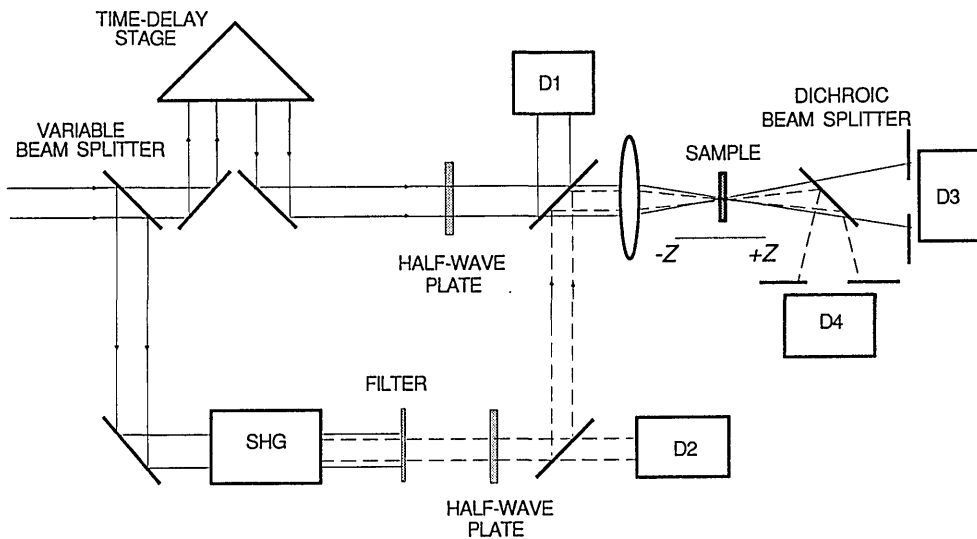 TIME-DELAY
STAGE
VARIABLE
BEAM SPLITTER
D1
DICHROIC
BEAM SPLITTER
SAMPLE
D3
HALF-WAVE
PLATE
-Z
+Z
D4
FILTER
SHG
D2
HALF-WAVE
PLATE